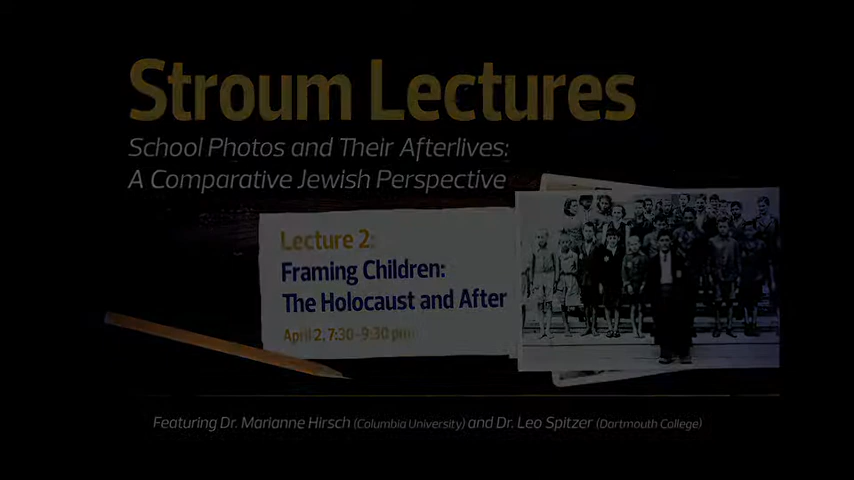 Stroum Lectures
School Photos and Their Afterlives:
A Comparative Jewish Perspective
Lecture 2:
Framing Children:
The Holocaust and After
April 2, 7:30-9:30 pm
Featuring Dr. Marianne Hirsch (Columbia University) and Dr. Leo Spitzer (Dartmouth College)